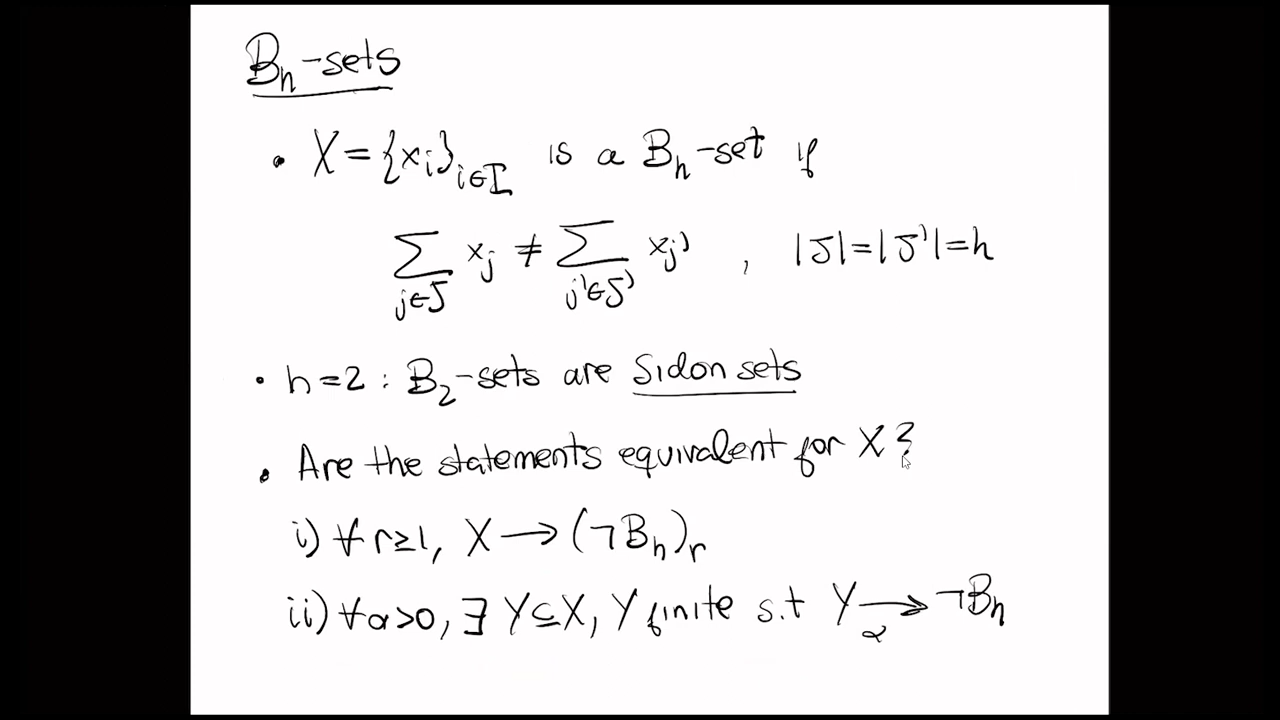 Bₕ-sets
• X = {xᵢ}_{i∈I} is a Bₕ-set if
∑_{j∈J} xⱼ ≠ ∑_{j'∈J'} xⱼ' , |J|=|J'|=h
• h=2 : B₂-sets are Sidon sets
• Are the statements equivalent for X?
i) ∀ r≥1, X → (¬Bₕ)ᵣ
ii) ∀α>0, ∃ Y⊆X, Y finite s.t Y →_α ¬Bₕ